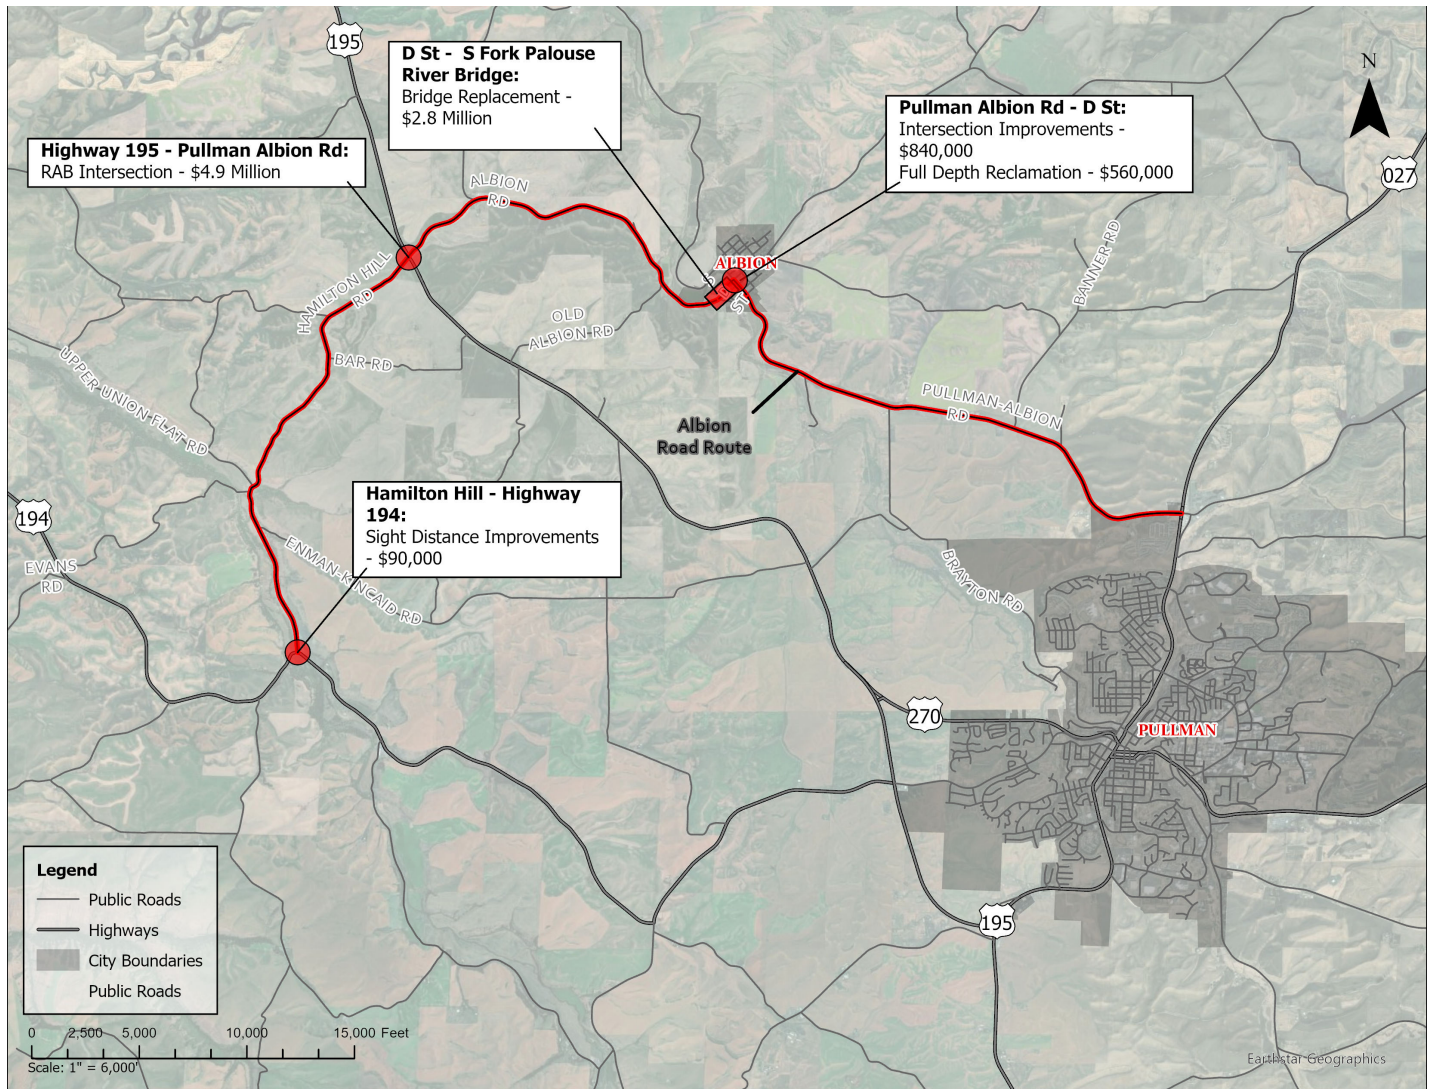 195
D St -  S Fork Palouse
River Bridge:
Bridge Replacement -
$2.8 Million
N
Pullman Albion Rd - D St:
Intersection Improvements -
$840,000
Full Depth Reclamation - $560,000
Highway 195 - Pullman Albion Rd:
RAB Intersection - $4.9 Million
027
ALBION
RD
BANNER RD
HAMILTON HILL
RD
ALBION
ST
OLD
ALBION RD
BAR RD
UPPER UNION FLAT RD
PULLMAN-ALBION
RD
Albion
Road Route
194
Hamilton Hill - Highway
194:
Sight Distance Improvements
- $90,000
EVANS
RD
ENMAN-KINCAID RD
BRAYTON RD
270
PULLMAN
195
Legend
Public Roads
Highways
City Boundaries
Public Roads
0 2,500 5,000 10,000 15,000 Feet
Scale: 1" = 6,000'
Earthstar Geographics